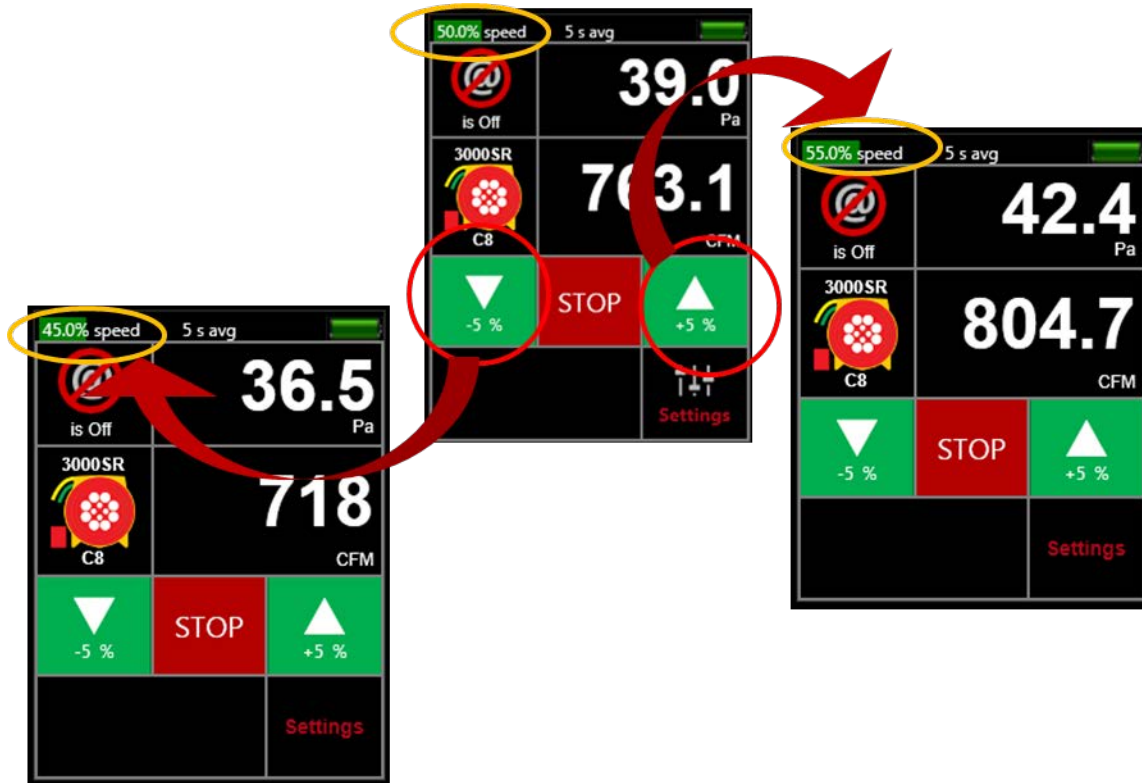 50.0% speed 5 s avg
39.0
is Off Pa
3000SR
763.1
C8 CFM
-5 % STOP +5 %
Settings
55.0% speed 5 s avg
42.4
is Off Pa
3000SR
804.7
C8 CFM
-5 % STOP +5 %
Settings
45.0% speed 5 s avg
36.5
is Off Pa
3000SR
718
C8 CFM
-5 % STOP +5 %
Settings